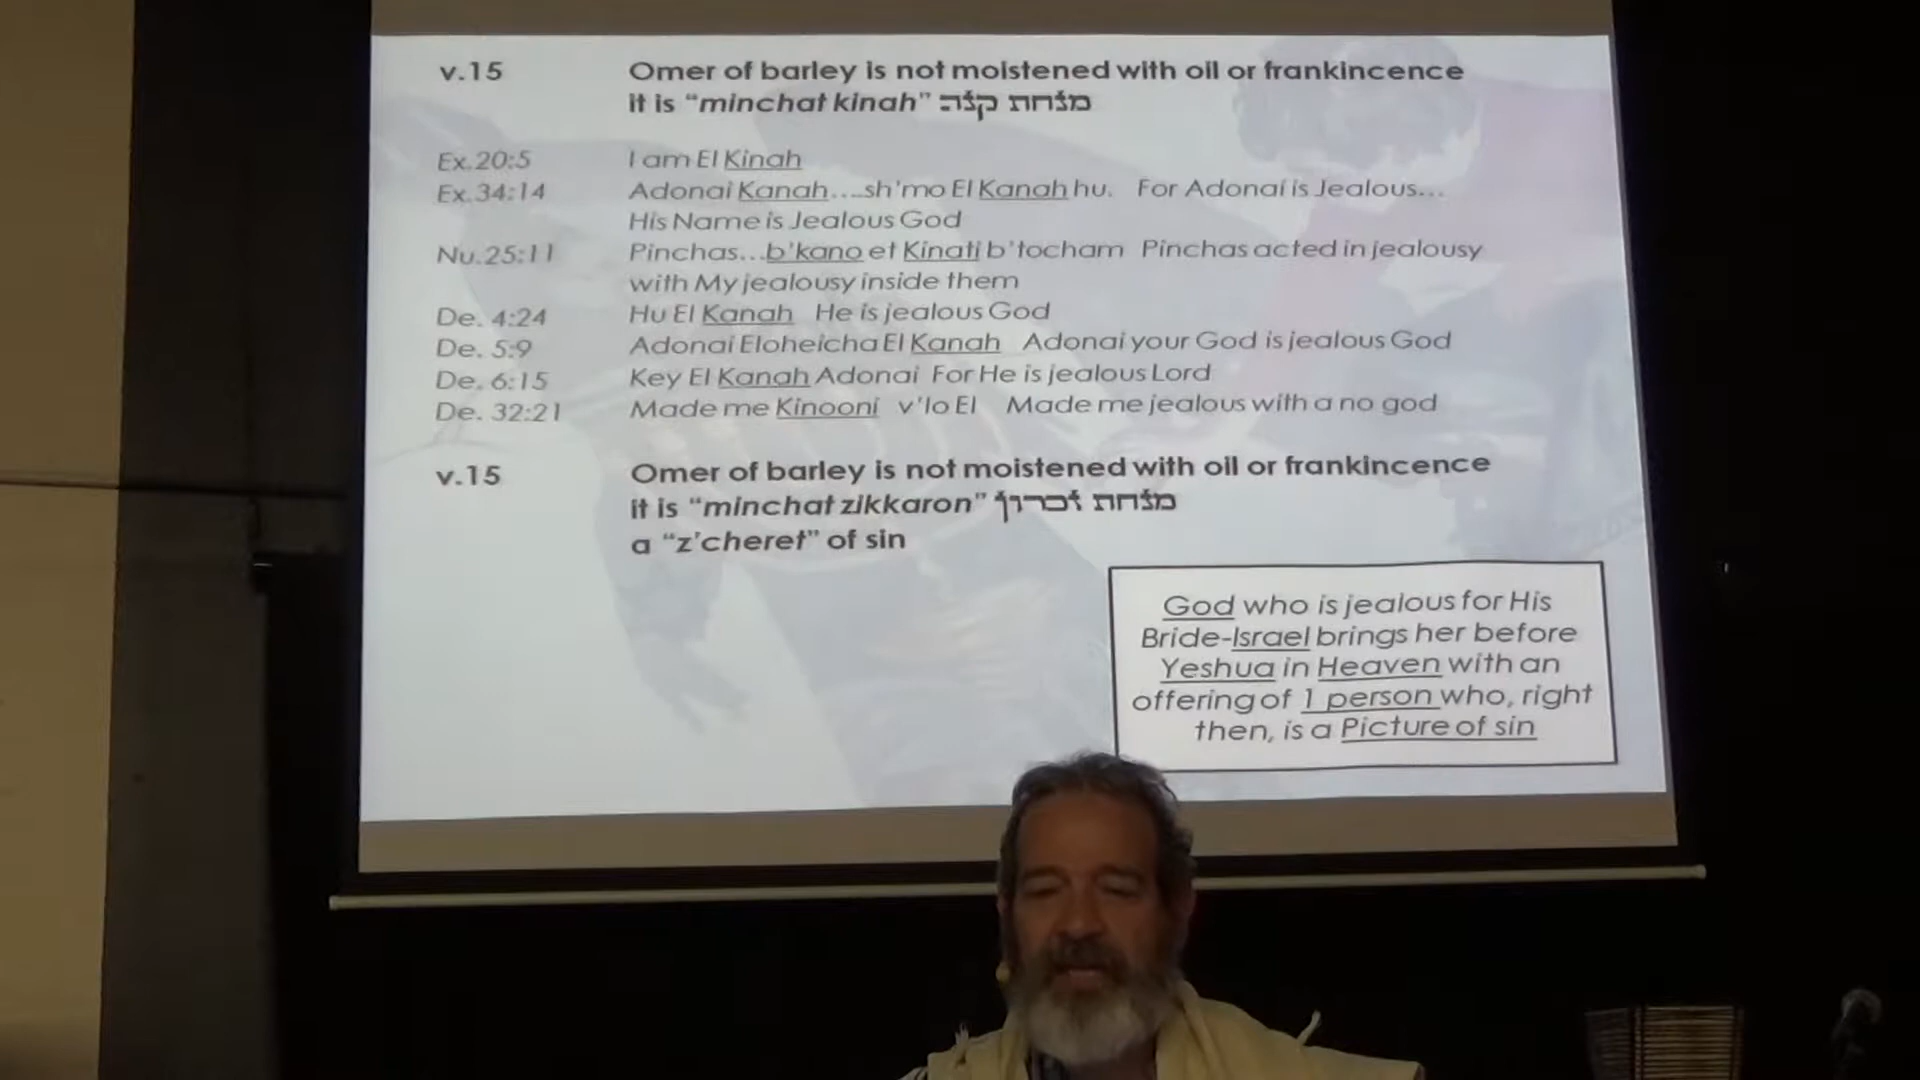 v.15 Omer of barley is not moistened with oil or frankincence
it is “minchat kinah” מנחת קנה
Ex.20:5 I am El Kinah
Ex.34:14 Adonai Kanah....sh'mo El Kanah hu. For Adonai is Jealous...
His Name is Jealous God
Nu.25:11 Pinchas...b'kano et Kinati b'tocham Pinchas acted in jealousy
with My jealousy inside them
De. 4:24 Hu El Kanah He is jealous God
De. 5:9 Adonai Eloheicha El Kanah Adonai your God is jealous God
De. 6:15 Key El Kanah Adonai For He is jealous Lord
De. 32:21 Made me Kinooni v'lo El Made me jealous with a no god
v.15 Omer of barley is not moistened with oil or frankincence
it is “minchat zikkaron” מנחת זכרון
a “z'cheret” of sin
God who is jealous for His
Bride-Israel brings her before
Yeshua in Heaven with an
offering of 1 person who, right
then, is a Picture of sin